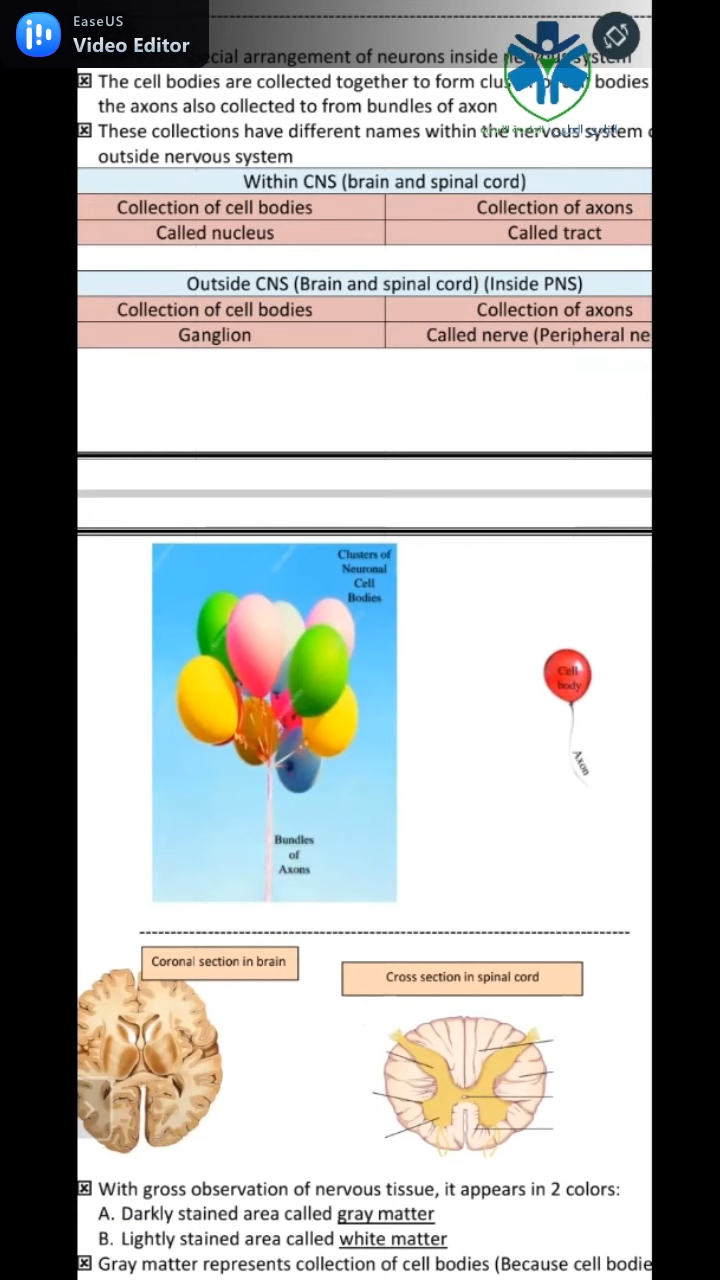 EaseUS
Video Editor
special arrangement of neurons inside nervous system
The cell bodies are collected together to form bodies
the axons also collected to from bundles of axon
These collections have different names within the nervous system
outside nervous system
Within CNS (brain and spinal cord)
Collection of cell bodies
Collection of axons
Called nucleus
Called tract
Outside CNS (Brain and spinal cord) (Inside PNS)
Collection of cell bodies
Collection of axons
Ganglion
Called nerve (Peripheral ne
Clusters of
Neuronal
Cell
Bodies
Cell
body
Axon
Bundles
of
Axons
Coronal section in brain
Cross section in spinal cord
With gross observation of nervous tissue, it appears in 2 colors:
A. Darkly stained area called gray matter
B. Lightly stained area called white matter
Gray matter represents collection of cell bodies (Because cell bodie